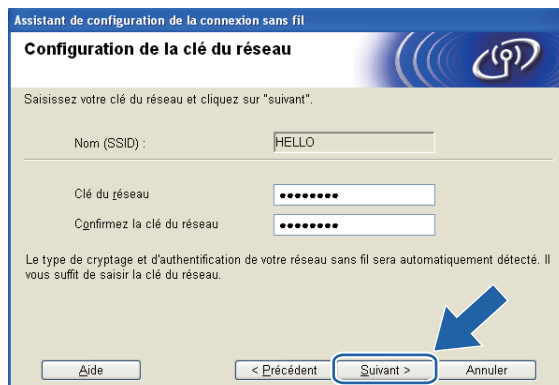 Assistant de configuration de la connexion sans fil
Configuration de la clé du réseau
Saisissez votre clé du réseau et cliquez sur "suivant".
Nom (SSID) : HELLO
Clé du réseau ••••••••
Confirmez la clé du réseau ••••••••
Le type de cryptage et d'authentification de votre réseau sans fil sera automatiquement détecté. Il
vous suffit de saisir la clé du réseau.
Aide < Précédent Suivant > Annuler